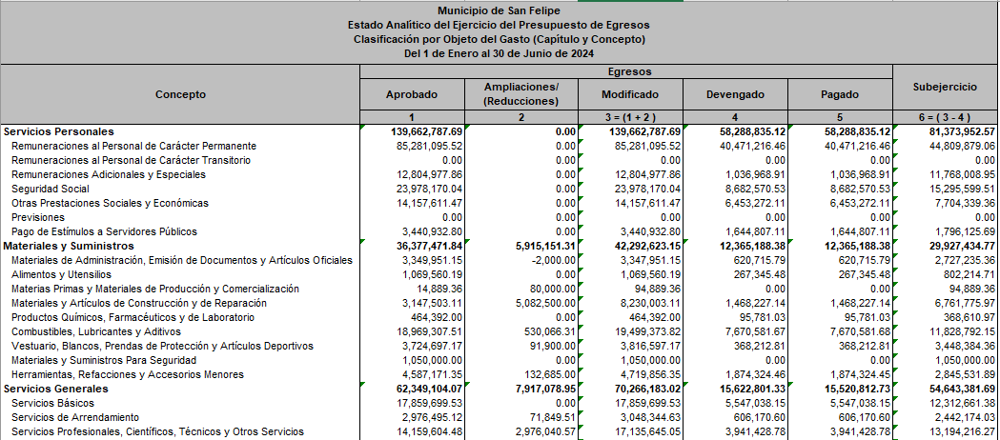 Municipio de San Felipe
Estado Analítico del Ejercicio del Presupuesto de Egresos
Clasificación por Objeto del Gasto (Capítulo y Concepto)
Del 1 de Enero al 30 de Junio de 2024
Egresos
Concepto Aprobado Ampliaciones/ (Reducciones) Modificado Devengado Pagado Subejercicio
1 2 3 = (1 + 2 ) 4 5 6 = ( 3 - 4 )
Servicios Personales 139,662,787.69 0.00 139,662,787.69 58,288,835.12 58,288,835.12 81,373,952.57
Remuneraciones al Personal de Carácter Permanente 85,281,095.52 0.00 85,281,095.52 40,471,216.46 40,471,216.46 44,809,879.06
Remuneraciones al Personal de Carácter Transitorio 0.00 0.00 0.00 0.00 0.00 0.00
Remuneraciones Adicionales y Especiales 12,804,977.86 0.00 12,804,977.86 1,036,968.91 1,036,968.91 11,768,008.95
Seguridad Social 23,978,170.04 0.00 23,978,170.04 8,682,570.53 8,682,570.53 15,295,599.51
Otras Prestaciones Sociales y Económicas 14,157,611.47 0.00 14,157,611.47 6,453,272.11 6,453,272.11 7,704,339.36
Previsiones 0.00 0.00 0.00 0.00 0.00 0.00
Pago de Estímulos a Servidores Públicos 3,440,932.80 0.00 3,440,932.80 1,644,807.11 1,644,807.11 1,796,125.69
Materiales y Suministros 36,377,471.84 5,915,151.31 42,292,623.15 12,365,188.38 12,365,188.38 29,927,434.77
Materiales de Administración, Emisión de Documentos y Artículos Oficiales 3,349,951.15 -2,000.00 3,347,951.15 620,715.79 620,715.79 2,727,235.36
Alimentos y Utensilios 1,069,560.19 0.00 1,069,560.19 267,345.48 267,345.48 802,214.71
Materias Primas y Materiales de Producción y Comercialización 14,889.36 80,000.00 94,889.36 0.00 0.00 94,889.36
Materiales y Artículos de Construcción y de Reparación 3,147,503.11 5,082,500.00 8,230,003.11 1,468,227.14 1,468,227.14 6,761,775.97
Productos Químicos, Farmacéuticos y de Laboratorio 464,392.00 0.00 464,392.00 95,781.03 95,781.03 368,610.97
Combustibles, Lubricantes y Aditivos 18,969,307.51 530,066.31 19,499,373.82 7,670,581.67 7,670,581.68 11,828,792.15
Vestuario, Blancos, Prendas de Protección y Artículos Deportivos 3,724,697.17 91,900.00 3,816,597.17 368,212.81 368,212.81 3,448,384.36
Materiales y Suministros Para Seguridad 1,050,000.00 0.00 1,050,000.00 0.00 0.00 1,050,000.00
Herramientas, Refacciones y Accesorios Menores 4,587,171.35 132,685.00 4,719,856.35 1,874,324.46 1,874,324.45 2,845,531.89
Servicios Generales 62,349,104.07 7,917,078.95 70,266,183.02 15,622,801.33 15,520,812.73 54,643,381.69
Servicios Básicos 17,859,699.53 0.00 17,859,699.53 5,547,038.15 5,547,038.15 12,312,661.38
Servicios de Arrendamiento 2,976,495.12 71,849.51 3,048,344.63 606,170.60 606,170.60 2,442,174.03
Servicios Profesionales, Científicos, Técnicos y Otros Servicios 14,159,604.48 2,976,040.57 17,135,645.05 3,941,428.78 3,941,428.78 13,194,216.27